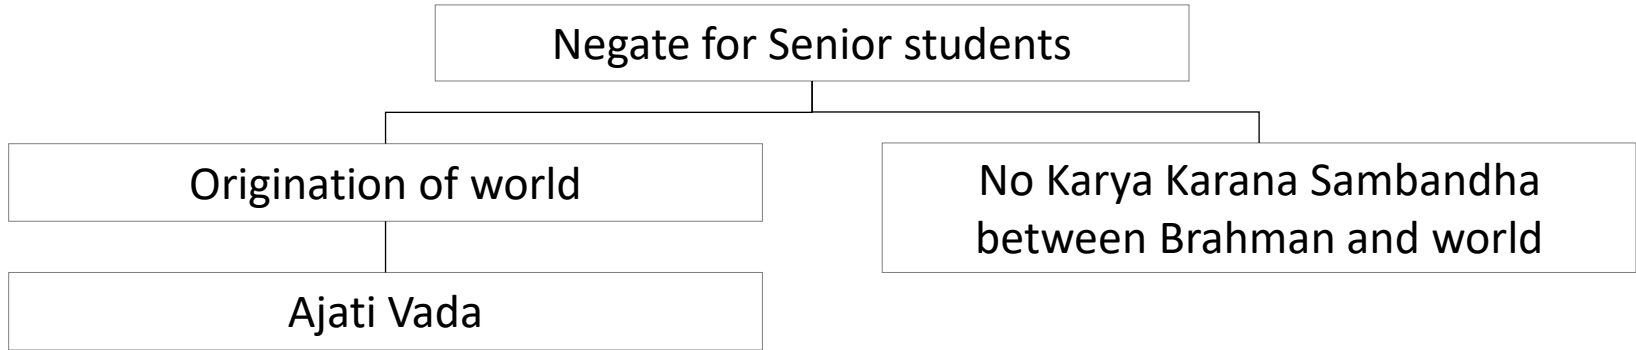 Negate for Senior students
Origination of world
No Karya Karana Sambandha
between Brahman and world
Ajati Vada